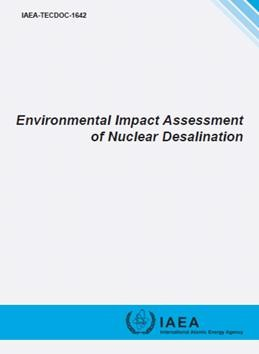 IAEA-TECDOC-1642
Environmental Impact Assessment
of Nuclear Desalination
IAEA
International Atomic Energy Agency